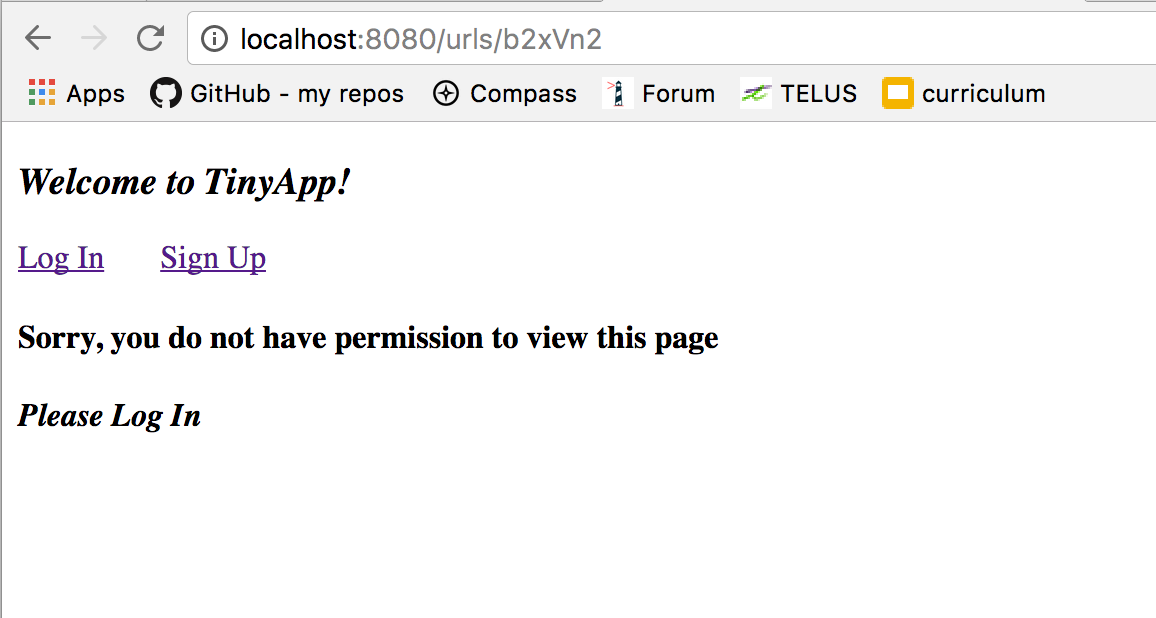 localhost:8080/urls/b2xVn2
Apps GitHub - my repos Compass Forum TELUS curriculum
Welcome to TinyApp!
Log In Sign Up
Sorry, you do not have permission to view this page
Please Log In